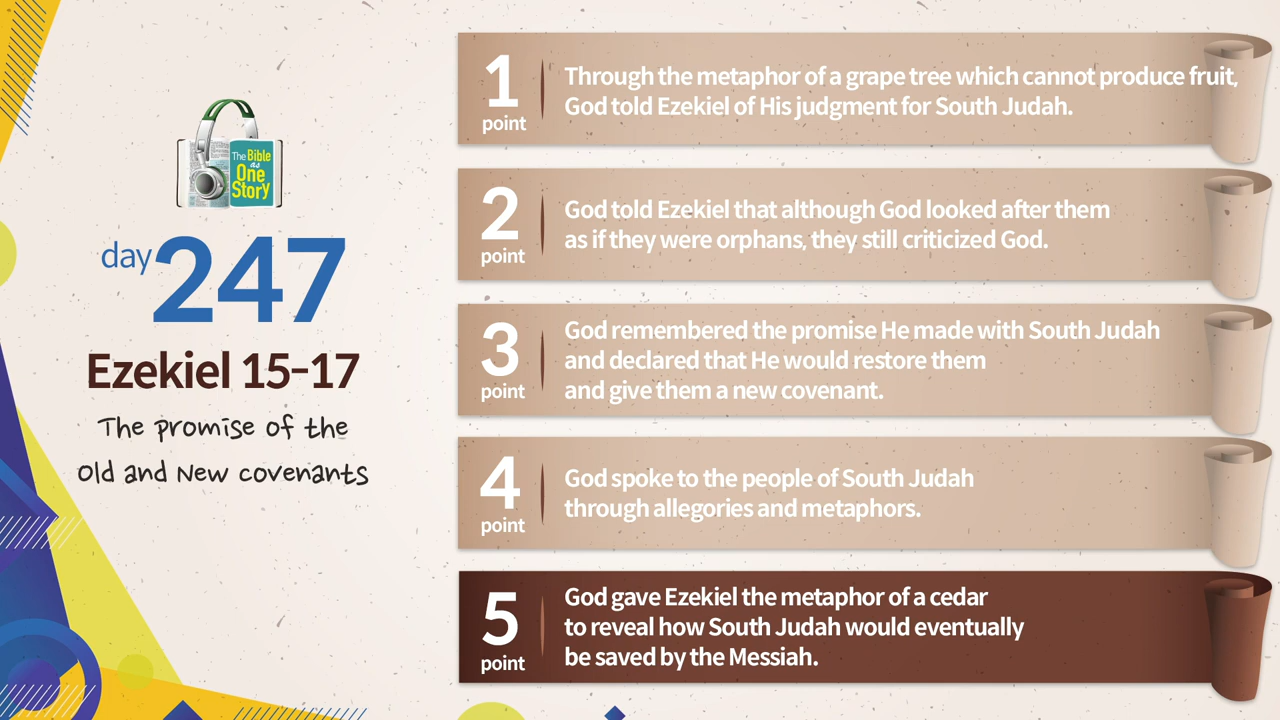 The Bible
as
One
Story
day 247
Ezekiel 15-17
The promise of the
Old and New covenants
1
point
Through the metaphor of a grape tree which cannot produce fruit,
God told Ezekiel of His judgment for South Judah.
2
point
God told Ezekiel that although God looked after them
as if they were orphans, they still criticized God.
3
point
God remembered the promise He made with South Judah
and declared that He would restore them
and give them a new covenant.
4
point
God spoke to the people of South Judah
through allegories and metaphors.
5
point
God gave Ezekiel the metaphor of a cedar
to reveal how South Judah would eventually
be saved by the Messiah.